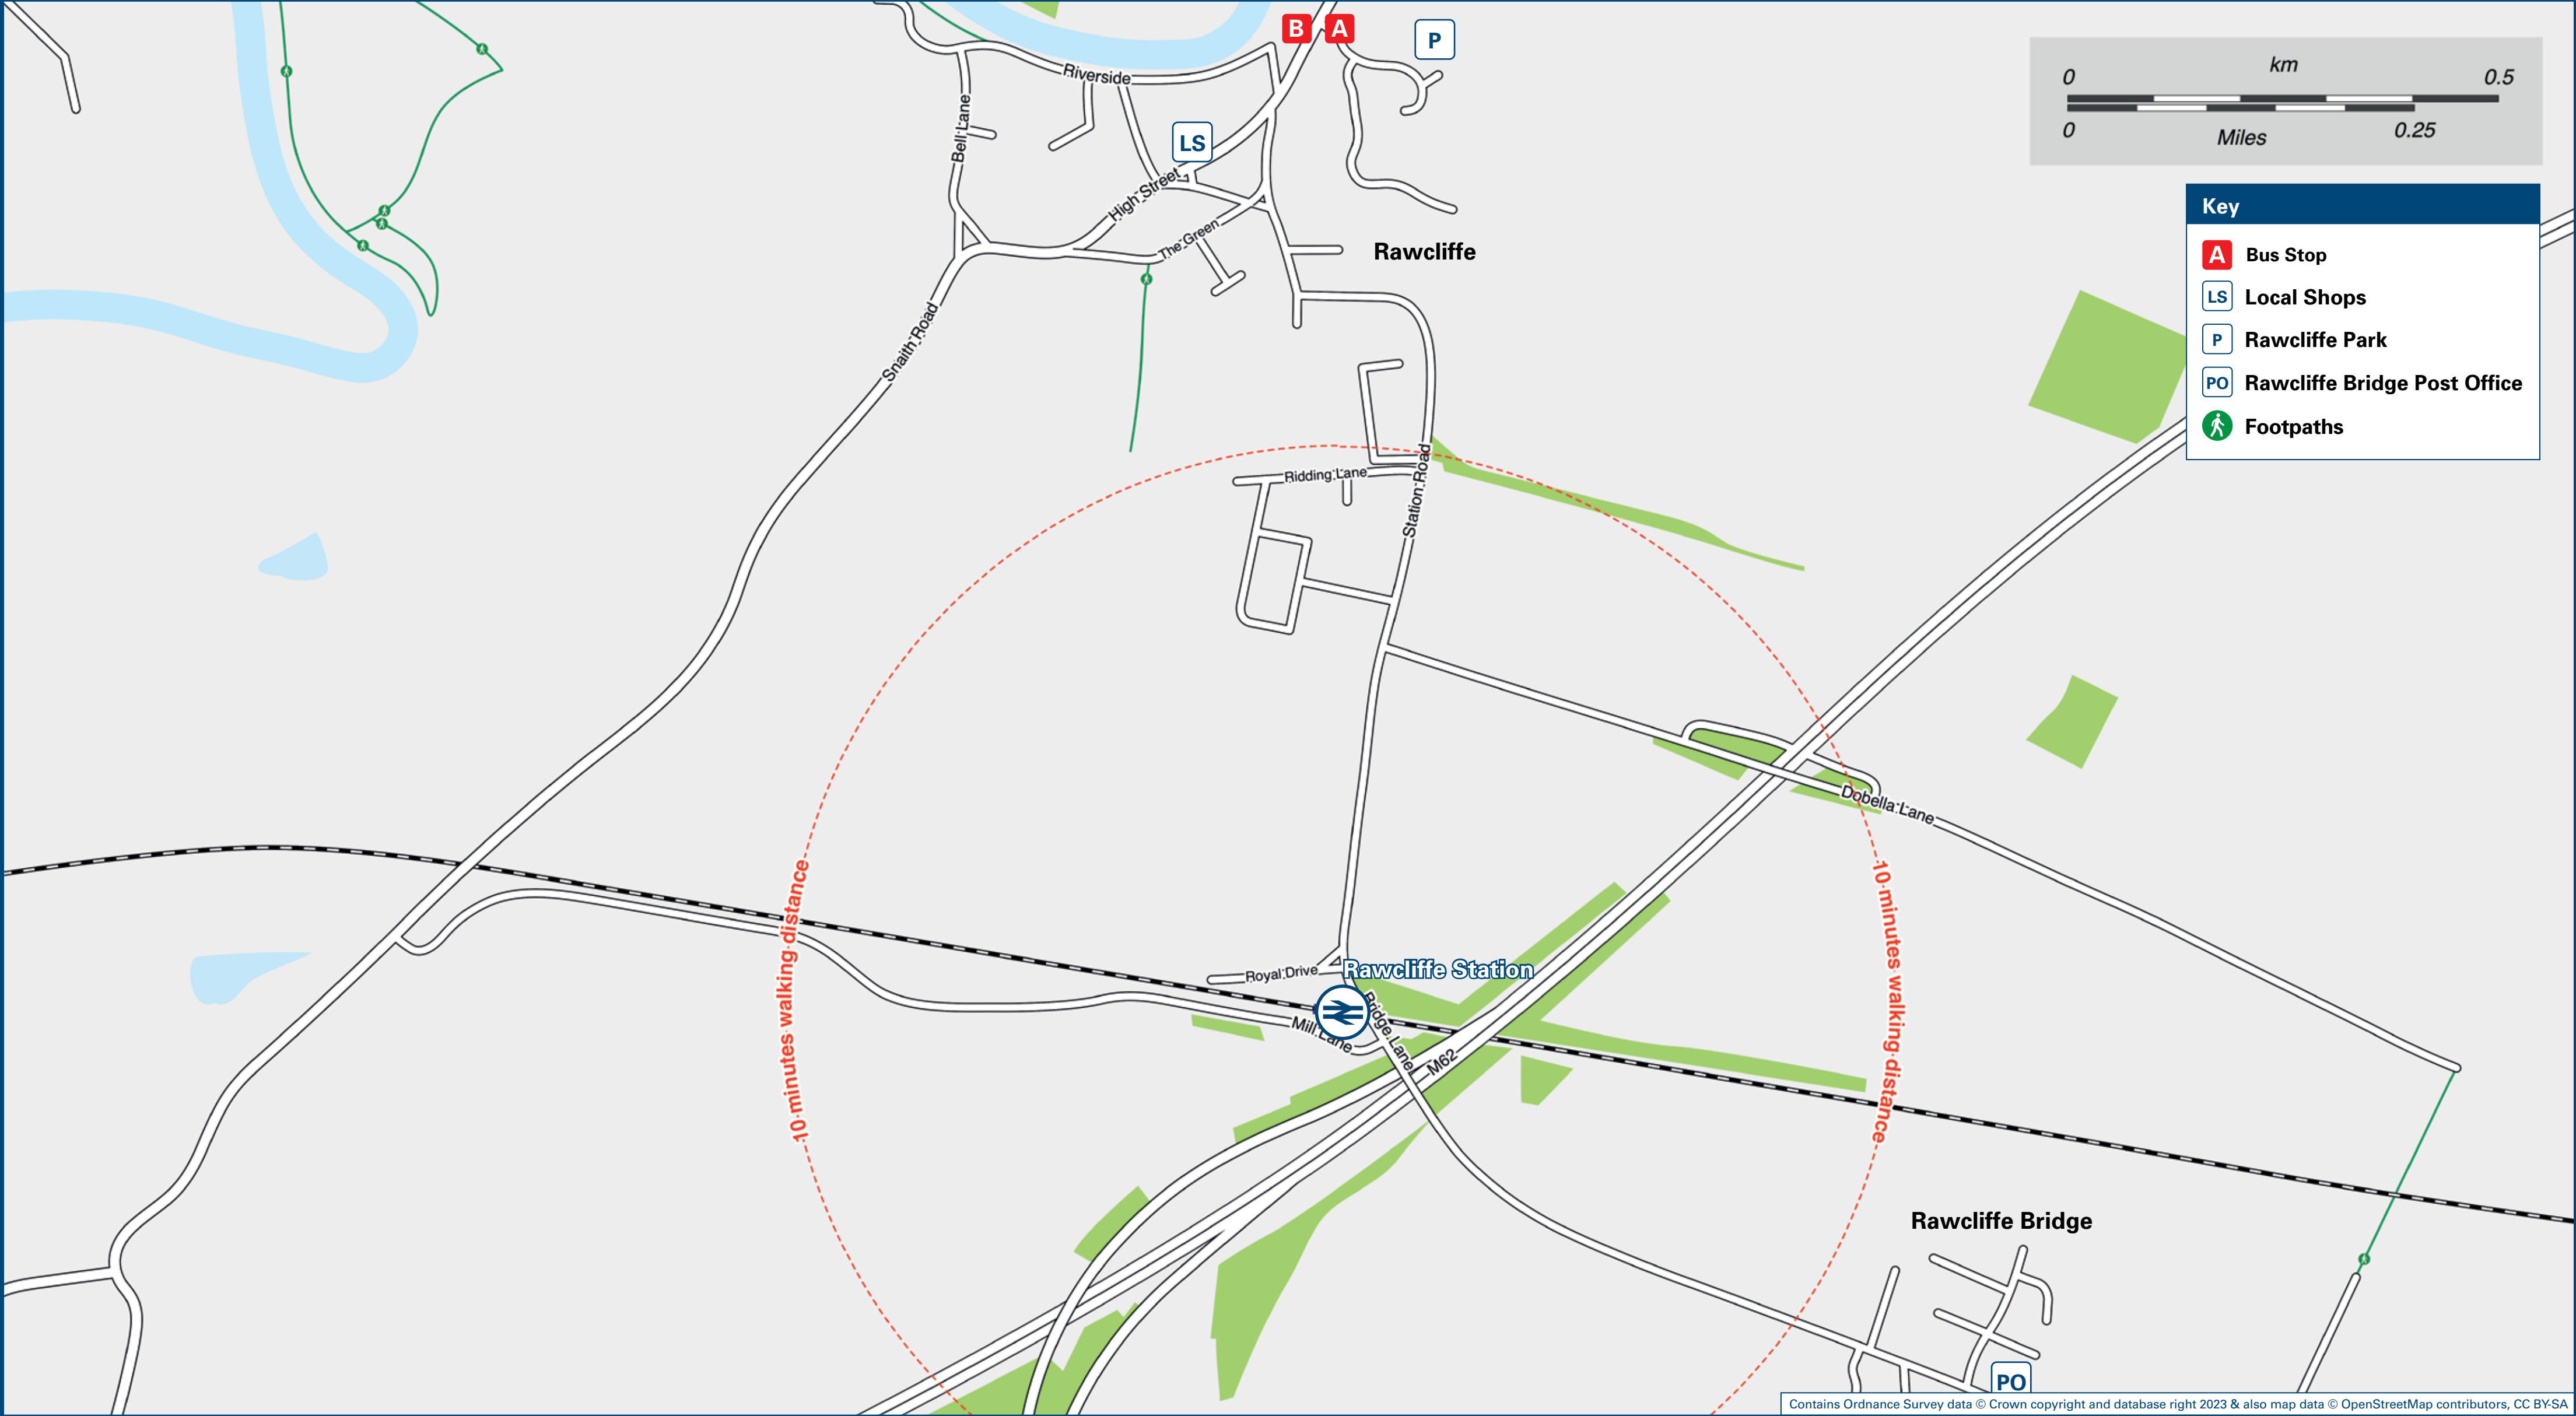 B
A
P
km
0
0.5
0
0.25
Miles
Riverside
Bell Lane
LS
High Street
The Green
Rawcliffe
Key
A Bus Stop
LS Local Shops
P Rawcliffe Park
PO Rawcliffe Bridge Post Office
Footpaths
Snaith Road
Ridding Lane
Station Road
Dobella Lane
10 minutes walking distance
10 minutes walking distance
Royal Drive
Rawcliffe Station
Mill Lane
Bridge Lane
M62
Rawcliffe Bridge
PO
Contains Ordnance Survey data © Crown copyright and database right 2023 & also map data © OpenStreetMap contributors, CC BY-SA